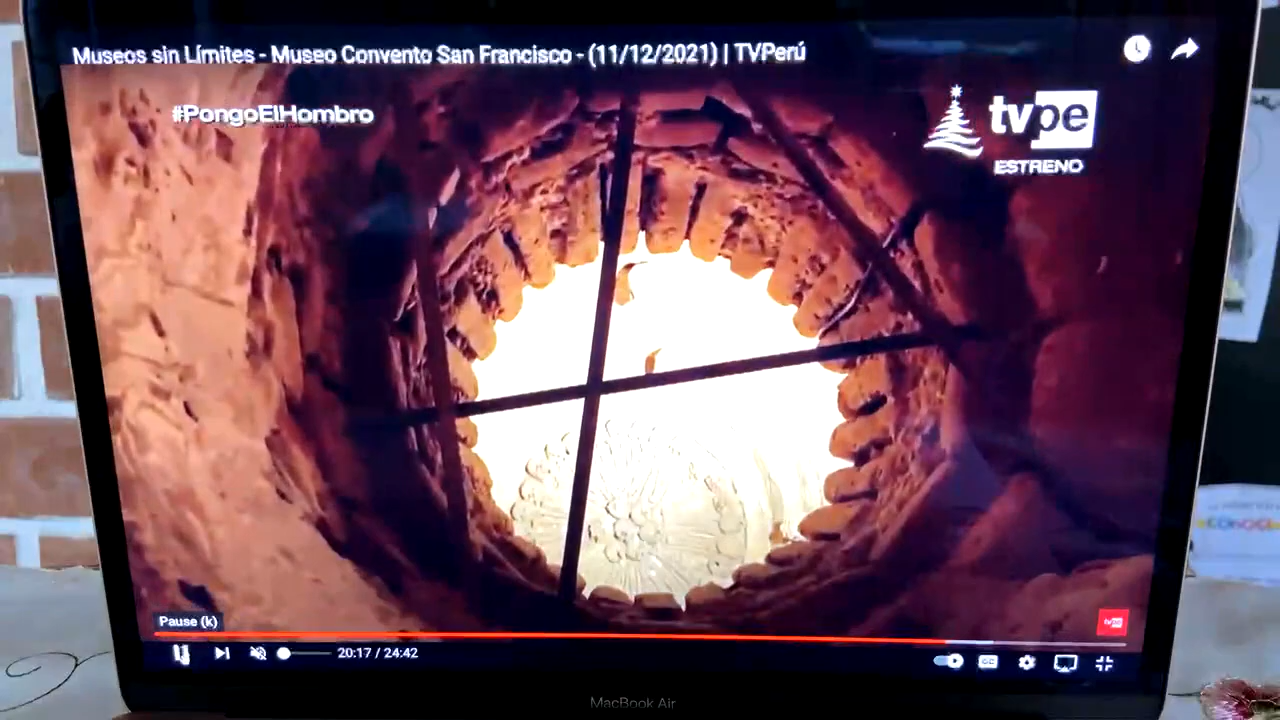 Museos sin Límites - Museo Convento San Francisco - (11/12/2021) | TVPerú
#PongoElHombro
tvpe
ESTRENO
Pause (k)
20:17 / 24:42
MacBook Air